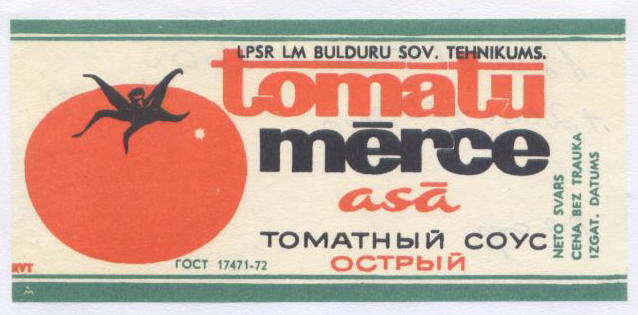 LPSR LM BULDURU SOV. TEHNIKUMS.
tomātu
mērce
asā
ТОМАТНЫЙ СОУС
ОСТРЫЙ
ГОСТ 17471-72
RVT
NETO SVARS
CENA BEZ TRAUKA
IZGAT. DATUMS